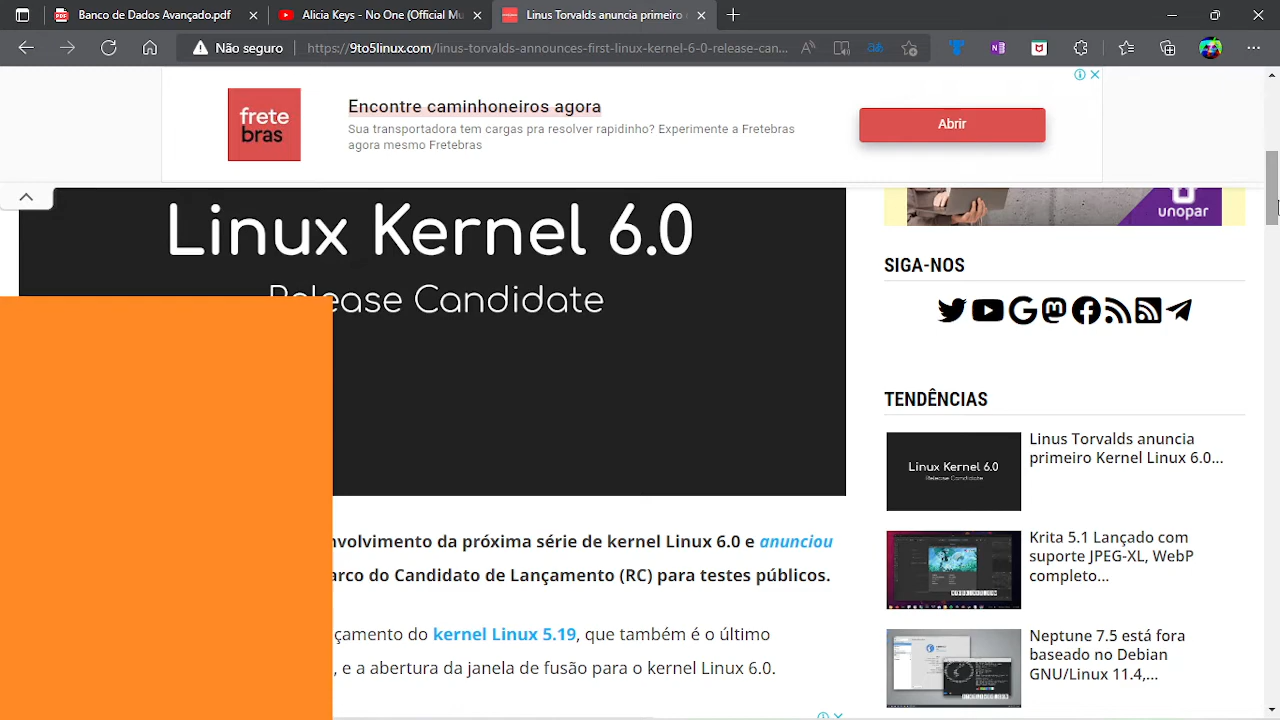 Banco de Dados Avançado.pdf
Alicia Keys - No One (Official Mu
Linus Torvalds anuncia primeiro
Não seguro
https://9to5linux.com/linus-torvalds-announces-first-linux-kernel-6-0-release-can...
frete
bras
Encontre caminhoneiros agora
Sua transportadora tem cargas pra resolver rapidinho? Experimente a Fretebras
agora mesmo Fretebras
Abrir
Linux Kernel 6.0
Release Candidate
nvolvimento da próxima série de kernel Linux 6.0 e anunciou
arco do Candidato de Lançamento (RC) para testes públicos.
çamento do kernel Linux 5.19, que também é o último
, e a abertura da janela de fusão para o kernel Linux 6.0.
unopar
SIGA-NOS
TENDÊNCIAS
Linux Kernel 6.0
Release Candidate
Linus Torvalds anuncia
primeiro Kernel Linux 6.0...
Krita 5.1 Lançado com
suporte JPEG-XL, WebP
completo...
Neptune 7.5 está fora
baseado no Debian
GNU/Linux 11.4,...